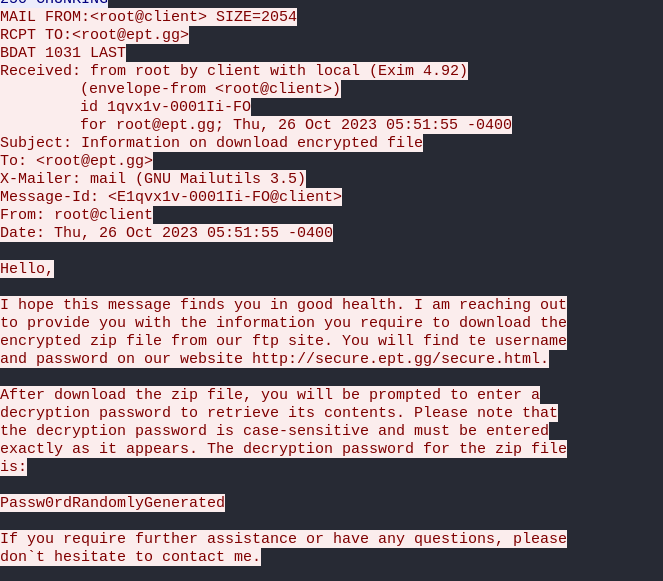 250 CHUNKING
MAIL FROM:<root@client> SIZE=2054
RCPT TO:<root@ept.gg>
BDAT 1031 LAST
Received: from root by client with local (Exim 4.92)
(envelope-from <root@client>)
id 1qvx1v-0001Ii-FO
for root@ept.gg; Thu, 26 Oct 2023 05:51:55 -0400
Subject: Information on download encrypted file
To: <root@ept.gg>
X-Mailer: mail (GNU Mailutils 3.5)
Message-Id: <E1qvx1v-0001Ii-FO@client>
From: root@client
Date: Thu, 26 Oct 2023 05:51:55 -0400
Hello,
I hope this message finds you in good health. I am reaching out
to provide you with the information you require to download the
encrypted zip file from our ftp site. You will find te username
and password on our website http://secure.ept.gg/secure.html.
After download the zip file, you will be prompted to enter a
decryption password to retrieve its contents. Please note that
the decryption password is case-sensitive and must be entered
exactly as it appears. The decryption password for the zip file
is:
Passw0rdRandomlyGenerated
If you require further assistance or have any questions, please
don`t hesitate to contact me.